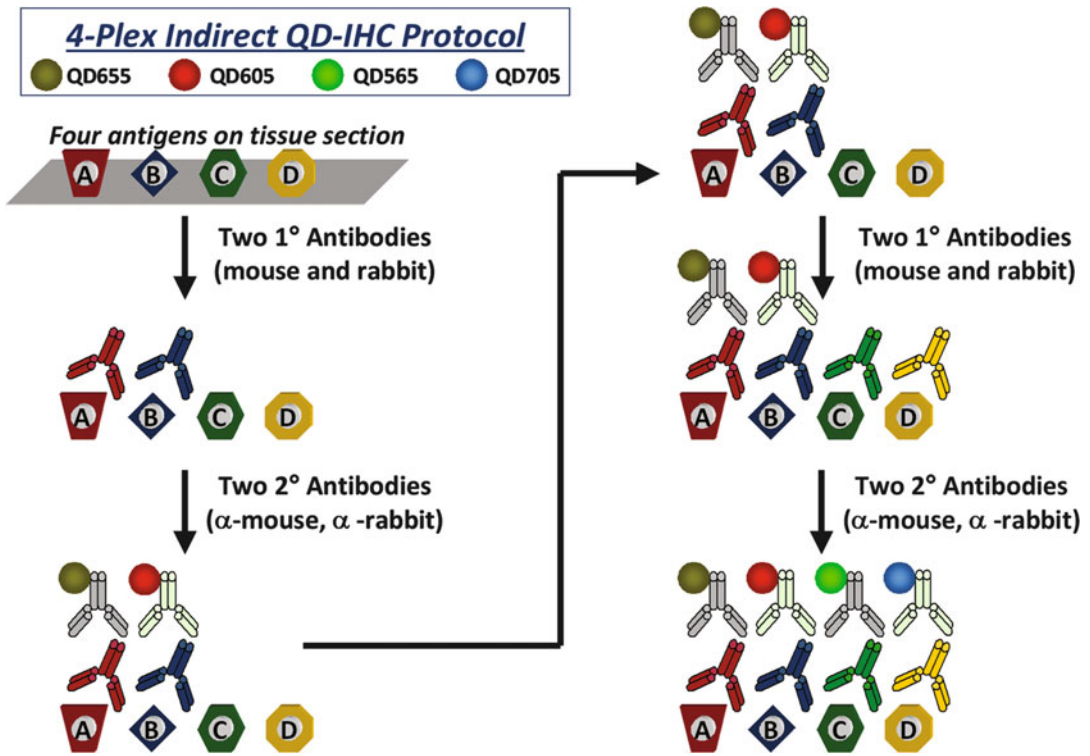 4-Plex Indirect QD-IHC Protocol
QD655 QD605 QD565 QD705
Four antigens on tissue section
A B C D
Two 1° Antibodies
(mouse and rabbit)
A B C D
Two 2° Antibodies
(α-mouse, α -rabbit)
A B C D
A B C D
Two 1° Antibodies
(mouse and rabbit)
A B C D
Two 2° Antibodies
(α-mouse, α -rabbit)
A B C D